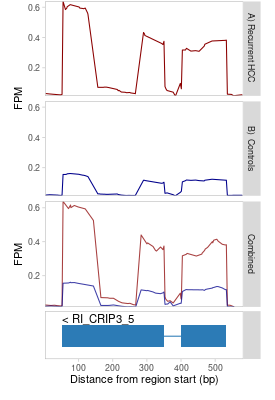 0.6
0.4
0.2
FPM
A) Recurrent HCC
0.6
0.4
0.2
B) Controls
0.6
0.4
0.2
FPM
Combined
< RI_CRIP3_5
100 200 300 400 500
Distance from region start (bp)